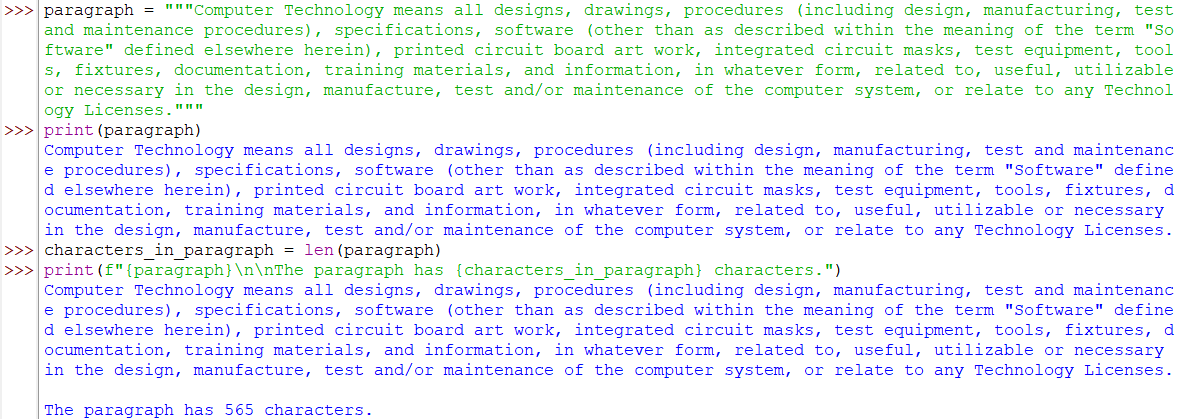 >>> paragraph = """Computer Technology means all designs, drawings, procedures (including design, manufacturing, test
and maintenance procedures), specifications, software (other than as described within the meaning of the term "So
ftware" defined elsewhere herein), printed circuit board art work, integrated circuit masks, test equipment, tool
s, fixtures, documentation, training materials, and information, in whatever form, related to, useful, utilizable
or necessary in the design, manufacture, test and/or maintenance of the computer system, or relate to any Technol
ogy Licenses."""
>>> print(paragraph)
Computer Technology means all designs, drawings, procedures (including design, manufacturing, test and maintenanc
e procedures), specifications, software (other than as described within the meaning of the term "Software" define
d elsewhere herein), printed circuit board art work, integrated circuit masks, test equipment, tools, fixtures, d
ocumentation, training materials, and information, in whatever form, related to, useful, utilizable or necessary
in the design, manufacture, test and/or maintenance of the computer system, or relate to any Technology Licenses.
>>> characters_in_paragraph = len(paragraph)
>>> print(f"{paragraph}\n\nThe paragraph has {characters_in_paragraph} characters.")
Computer Technology means all designs, drawings, procedures (including design, manufacturing, test and maintenanc
e procedures), specifications, software (other than as described within the meaning of the term "Software" define
d elsewhere herein), printed circuit board art work, integrated circuit masks, test equipment, tools, fixtures, d
ocumentation, training materials, and information, in whatever form, related to, useful, utilizable or necessary
in the design, manufacture, test and/or maintenance of the computer system, or relate to any Technology Licenses.

The paragraph has 565 characters.